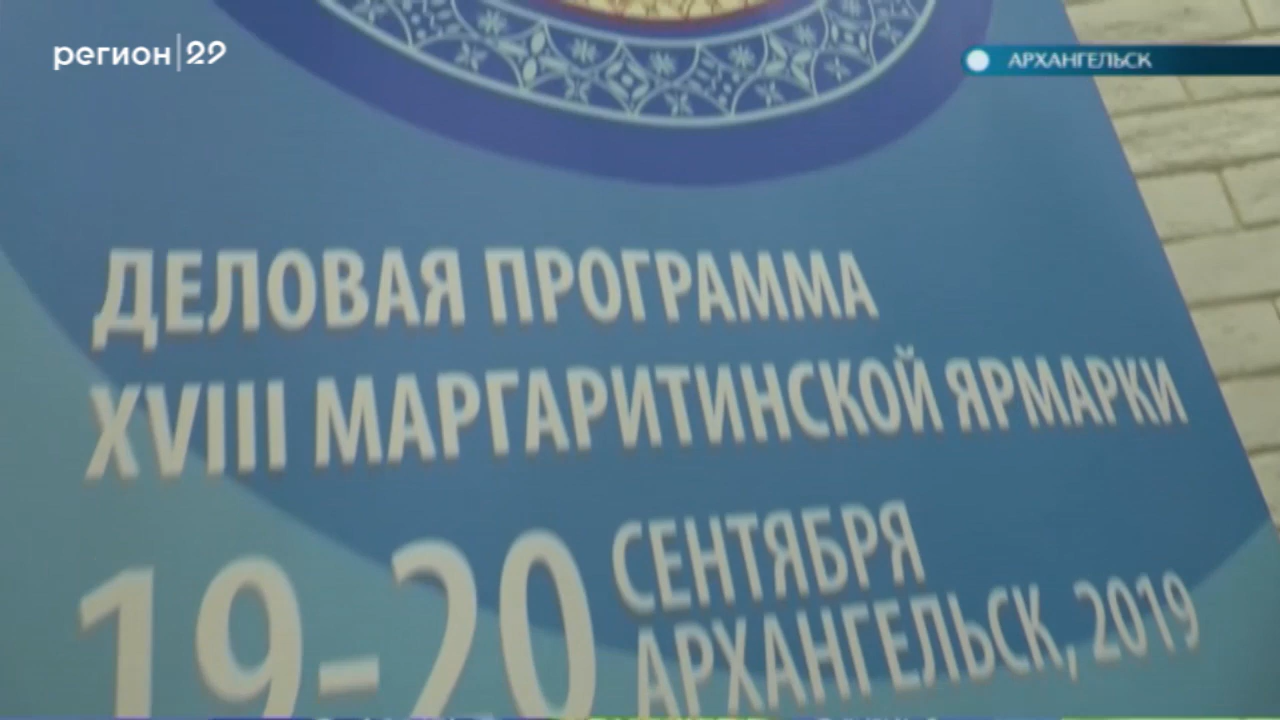 регион|29
АРХАНГЕЛЬСК
ДЕЛОВАЯ ПРОГРАММА
XVIII МАРГАРИТИНСКОЙ ЯРМАРКИ
19-20 СЕНТЯБРЯ
АРХАНГЕЛЬСК, 2019